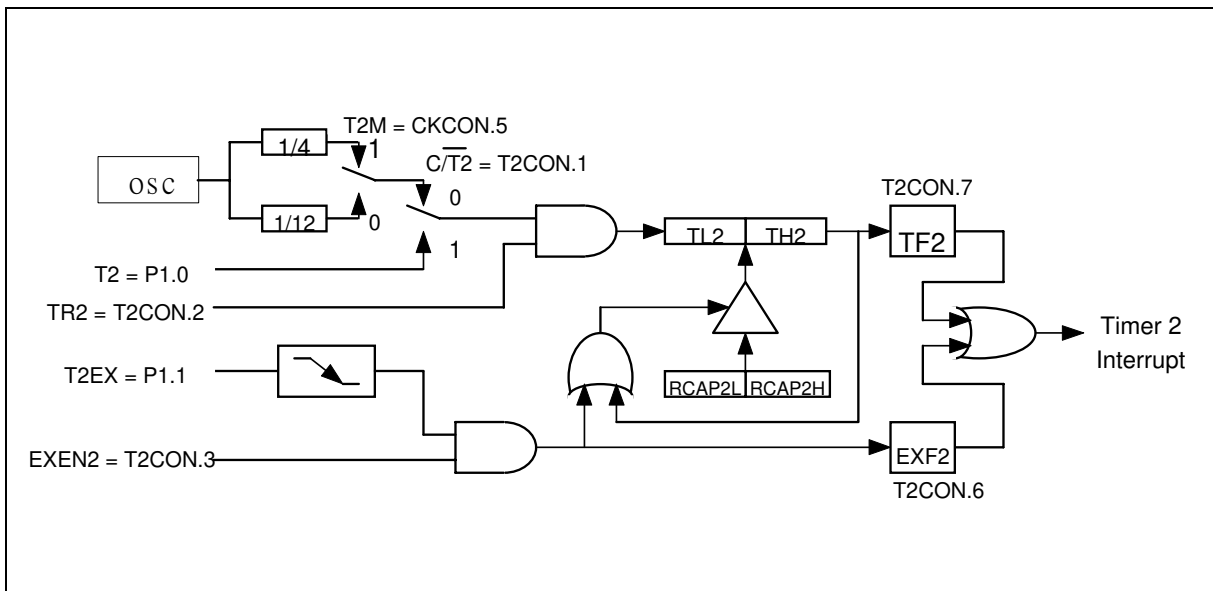 T2M = CKCON.5
1/4
1
C/T2 = T2CON.1
OSC
1/12
0
0
1
T2 = P1.0
TR2 = T2CON.2
TL2
TH2
T2CON.7
TF2
Timer 2
Interrupt
T2EX = P1.1
RCAP2L
RCAP2H
EXEN2 = T2CON.3
EXF2
T2CON.6